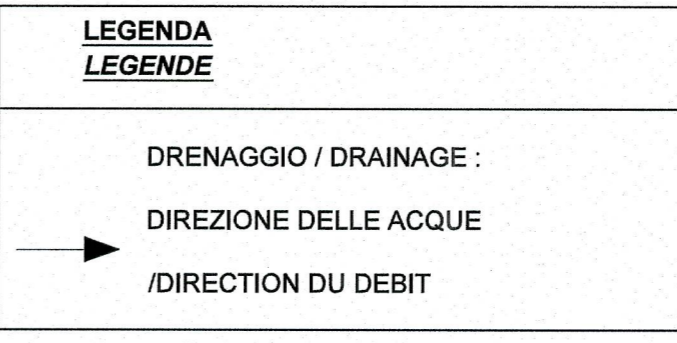 LEGENDA
LEGENDE
DRENAGGIO / DRAINAGE :
DIREZIONE DELLE ACQUE
/DIRECTION DU DEBIT